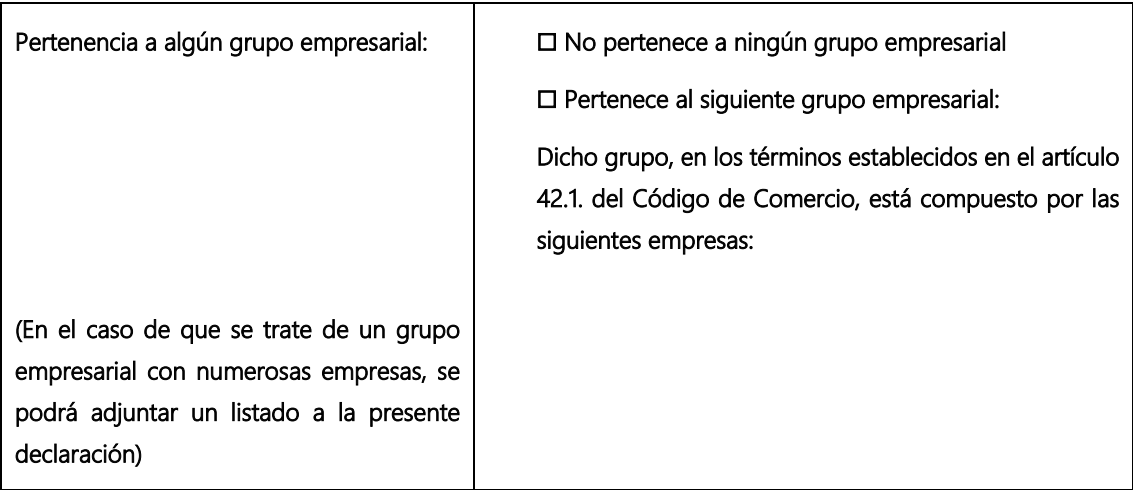 Pertenencia a algún grupo empresarial:
(En el caso de que se trate de un grupo
empresarial con numerosas empresas, se
podrá adjuntar un listado a la presente
declaración)
☐ No pertenece a ningún grupo empresarial
☐ Pertenece al siguiente grupo empresarial:
Dicho grupo, en los términos establecidos en el artículo
42.1. del Código de Comercio, está compuesto por las
siguientes empresas: